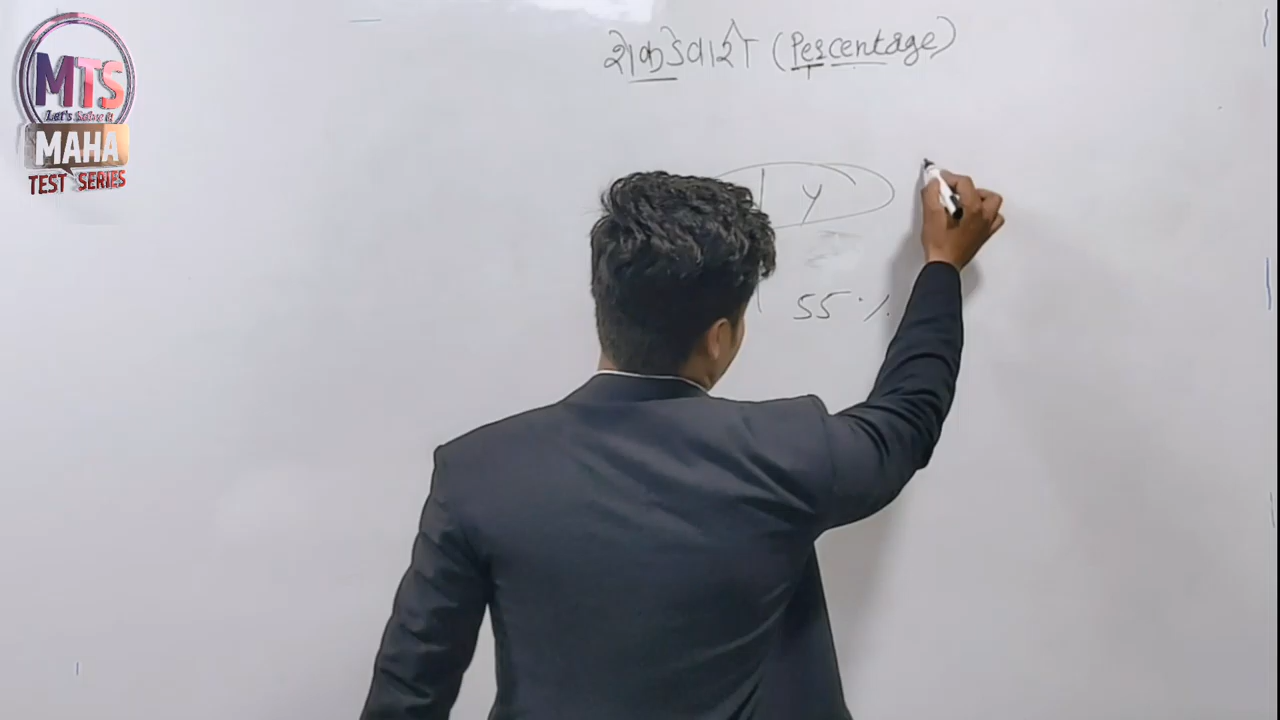 MTS
Let's Solve It
MAHA
TEST SERIES
शेकडेवारी (Percentage)
y
55%